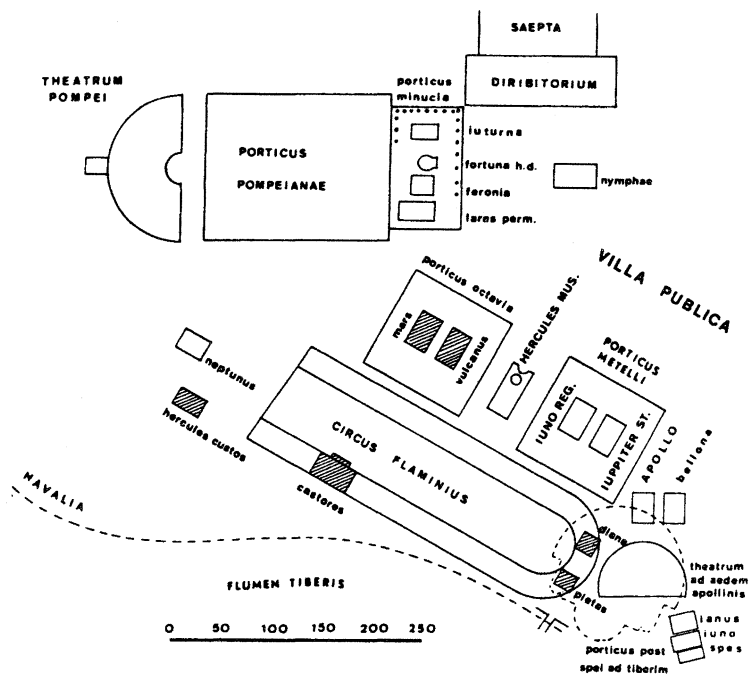 SAEPTA
DIRIBITORIUM
THEATRUM
POMPEI
porticus
minucia
PORTICUS
POMPEIANAE
iuturna
fortuna h.d.
feronia
lares perm.
nymphae
VILLA PUBLICA
porticus octavia
mars
vulcanus
HERCULES MUS.
PORTICUS
METELLI
IUNO REG.
IUPPITER ST.
APOLLO
bellona
neptunus
hercules custos
CIRCUS FLAMINIUS
castores
diana
pietas
NAVALIA
FLUMEN TIBERIS
theatrum
ad aedem
apollinis
ianus
iuno
spes
porticus post
spei ad tiberim
0 50 100 150 200 250